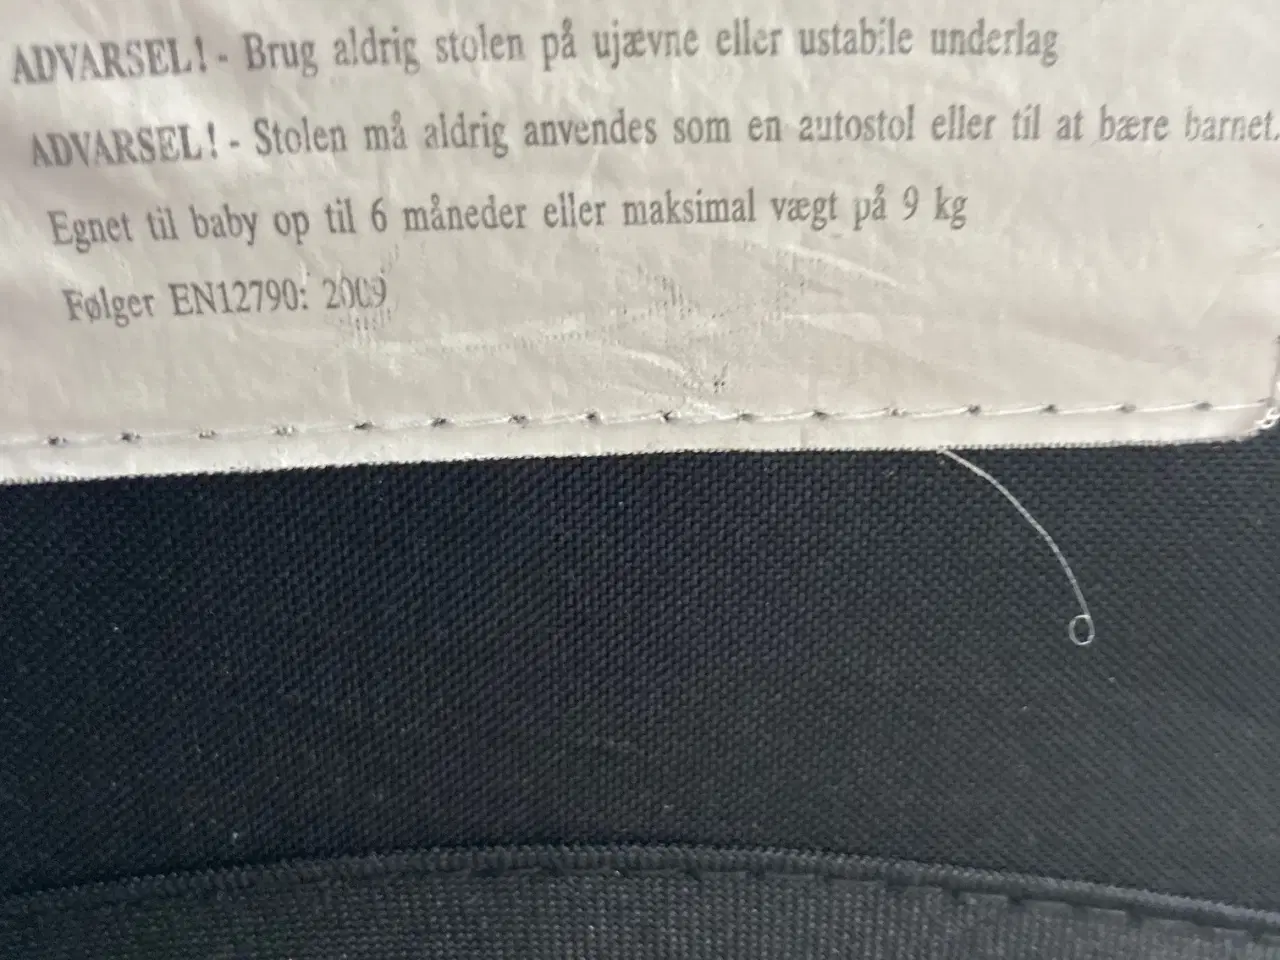 ADVARSEL! - Brug aldrig stolen på ujævne eller ustabile underlag
ADVARSEL! - Stolen må aldrig anvendes som en autostol eller til at bære barnet.
Egnet til baby op til 6 måneder eller maksimal vægt på 9 kg
Følger EN12790: 2009